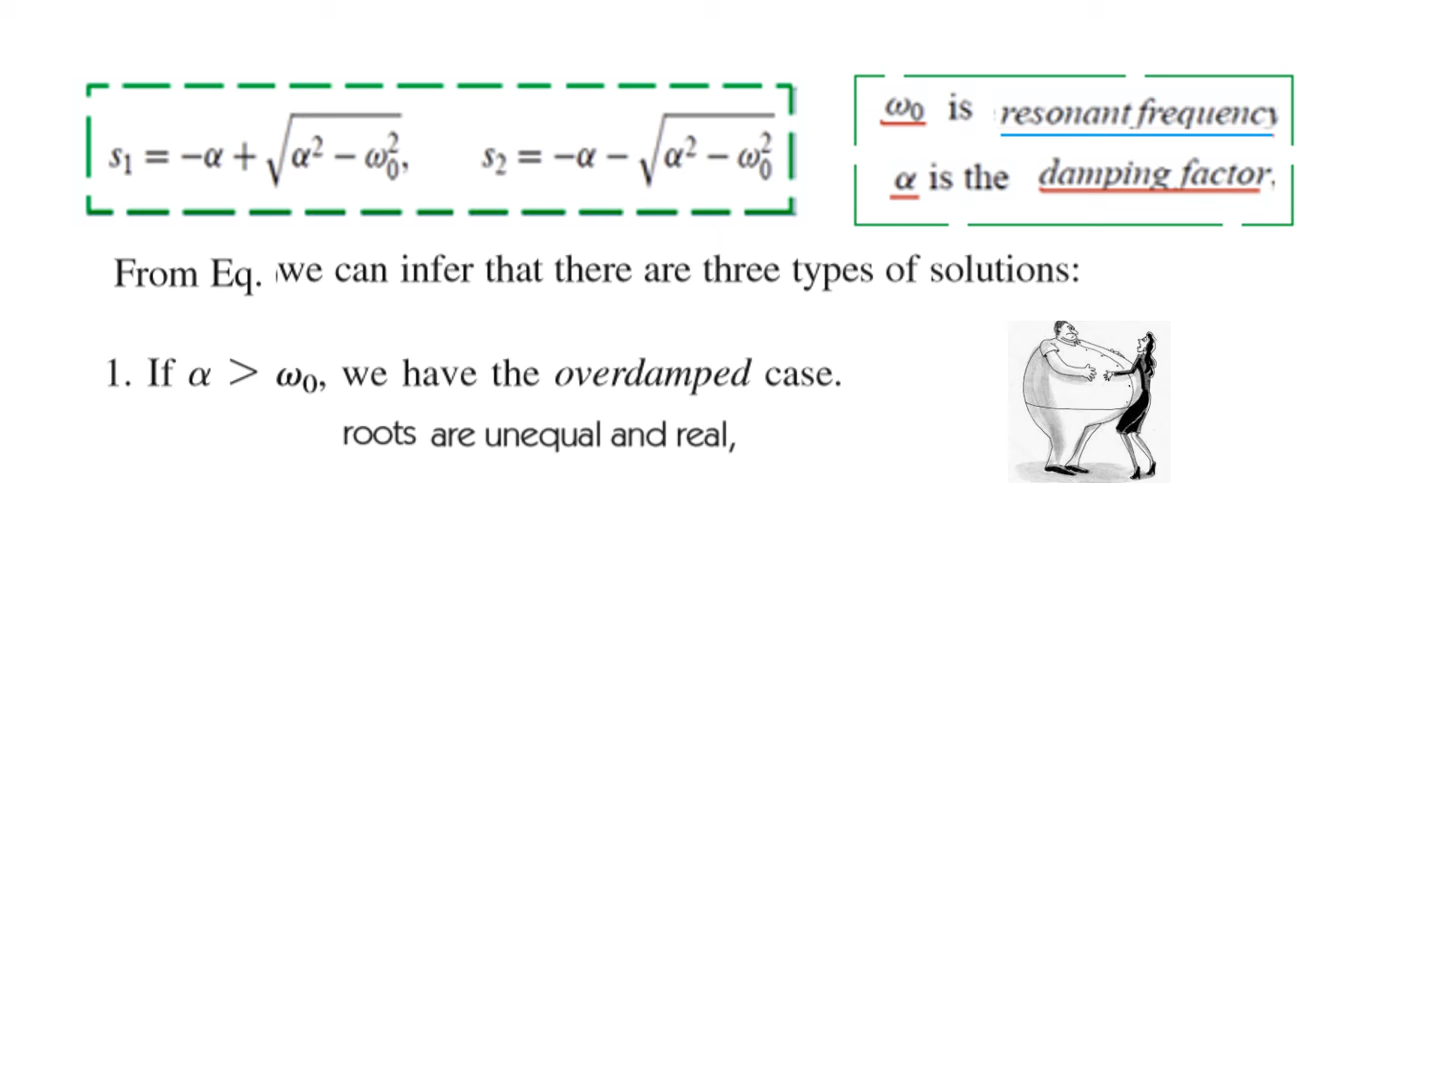 s₁ = −α + √(α² − ω₀²), s₂ = −α − √(α² − ω₀²)
ω₀ is resonant frequency
α is the damping factor.
From Eq. we can infer that there are three types of solutions:
1. If α > ω₀, we have the overdamped case.
roots are unequal and real,